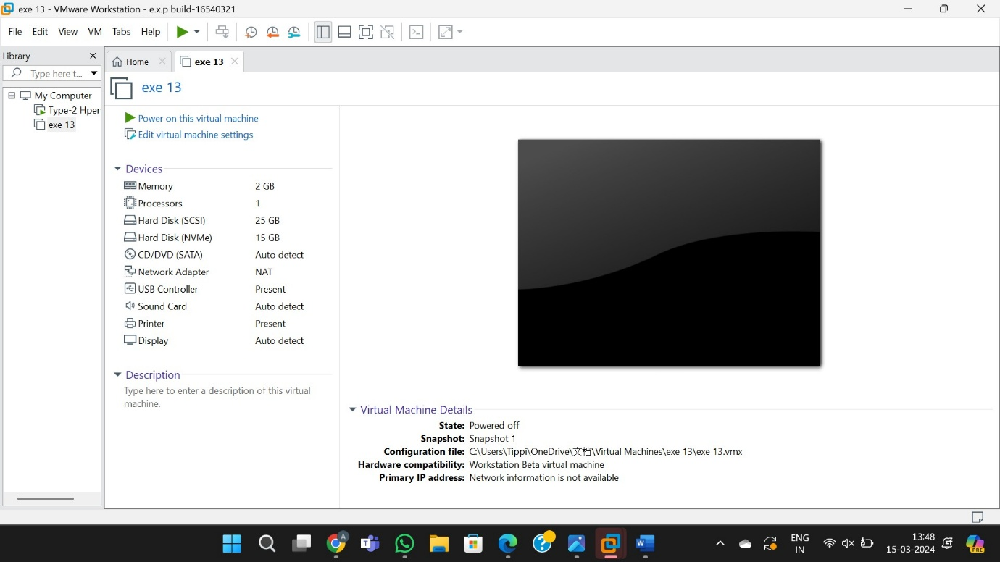 exe 13 - VMware Workstation - e.x.p build-16540321
File Edit View VM Tabs Help
Library
Type here t...
My Computer
Type-2 Hper
exe 13
Home
exe 13
exe 13
Power on this virtual machine
Edit virtual machine settings
Devices
Memory 2 GB
Processors 1
Hard Disk (SCSI) 25 GB
Hard Disk (NVMe) 15 GB
CD/DVD (SATA) Auto detect
Network Adapter NAT
USB Controller Present
Sound Card Auto detect
Printer Present
Display Auto detect
Description
Type here to enter a description of this virtual
machine.
Virtual Machine Details
State: Powered off
Snapshot: Snapshot 1
Configuration file: C:\Users\Tippi\OneDrive\文档\Virtual Machines\exe 13\exe 13.vmx
Hardware compatibility: Workstation Beta virtual machine
Primary IP address: Network information is not available
A
W
ENG
IN
13:48
15-03-2024
PRE